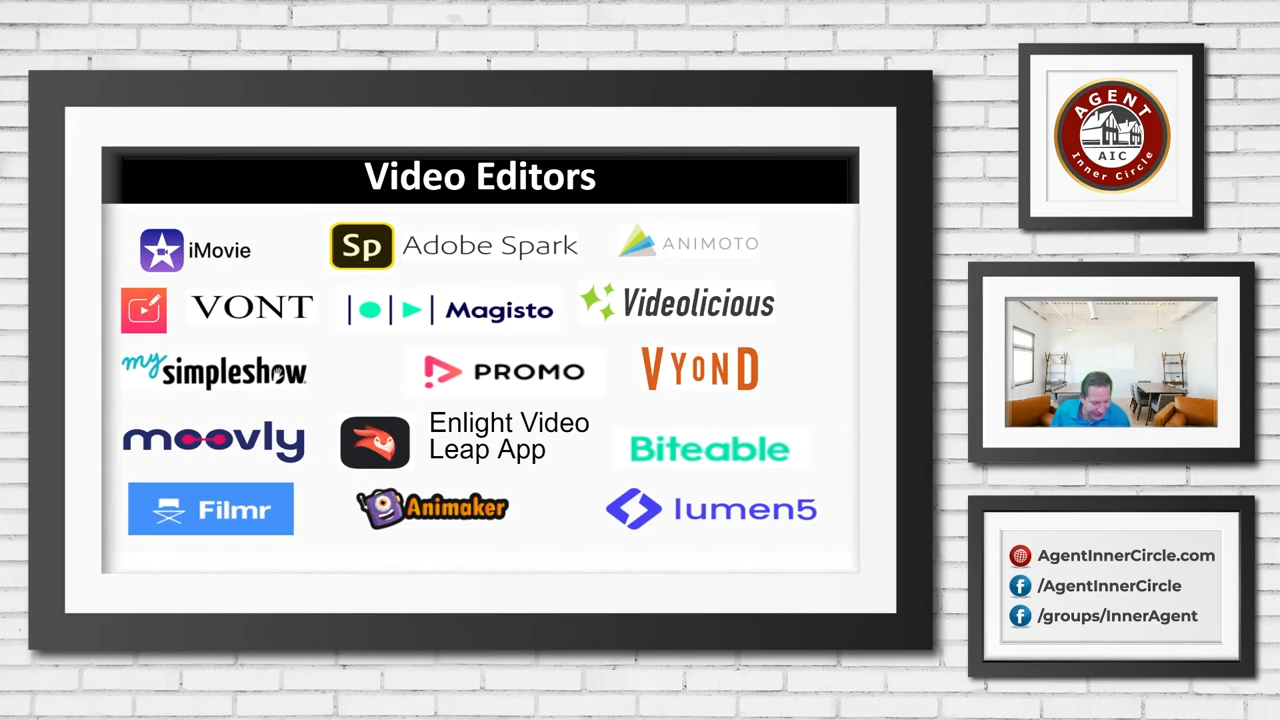 Video Editors
iMovie
Sp Adobe Spark
ANIMOTO
VONT
Magisto
Videolicious
my simpleshow
PROMO
VYOND
moovly
Enlight Video
Leap App
Biteable
Filmr
Animaker
lumen5
AGENT
AIC
Inner Circle
AgentInnerCircle.com
f /AgentInnerCircle
f /groups/InnerAgent